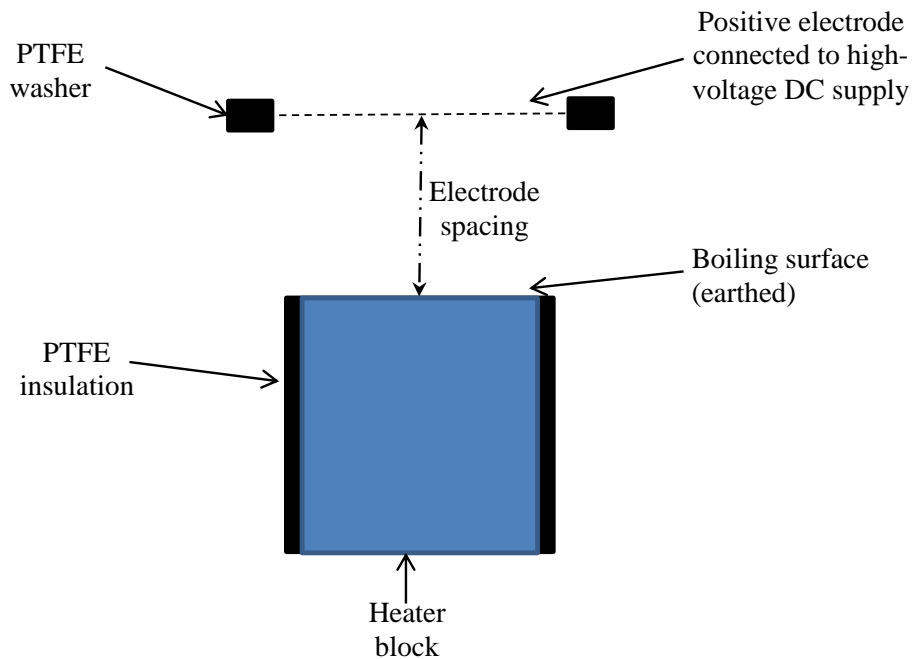 PTFE
washer
Positive electrode
connected to high-
voltage DC supply
Electrode
spacing
Boiling surface
(earthed)
PTFE
insulation
Heater
block